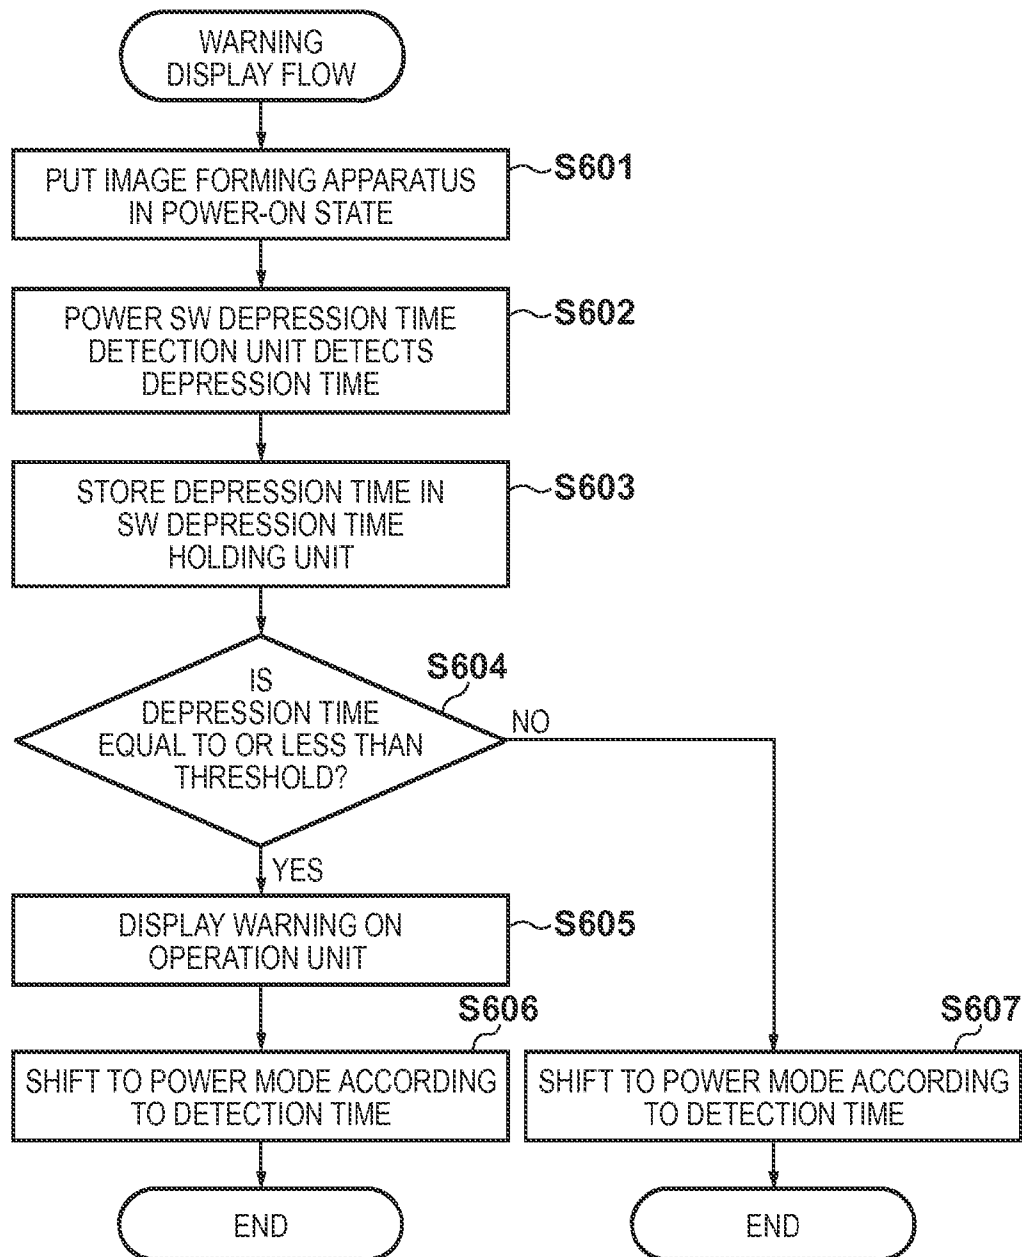 WARNING
DISPLAY FLOW
PUT IMAGE FORMING APPARATUS
IN POWER-ON STATE
S601
POWER SW DEPRESSION TIME
DETECTION UNIT DETECTS
DEPRESSION TIME
S602
STORE DEPRESSION TIME IN
SW DEPRESSION TIME
HOLDING UNIT
S603
S604
IS
DEPRESSION TIME
EQUAL TO OR LESS THAN
THRESHOLD?
NO
YES
DISPLAY WARNING ON
OPERATION UNIT
S605
S606
SHIFT TO POWER MODE ACCORDING
TO DETECTION TIME
S607
SHIFT TO POWER MODE ACCORDING
TO DETECTION TIME
END
END